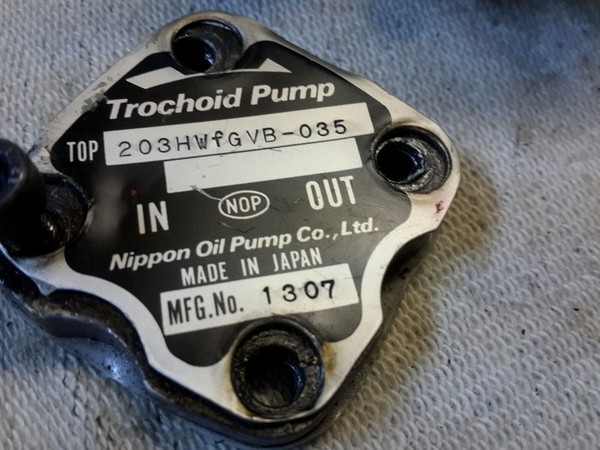 Trochoid Pump
TOP 203HWfGVB-035
IN NOP OUT
Nippon Oil Pump Co., Ltd.
MADE IN JAPAN
MFG.No. 1307